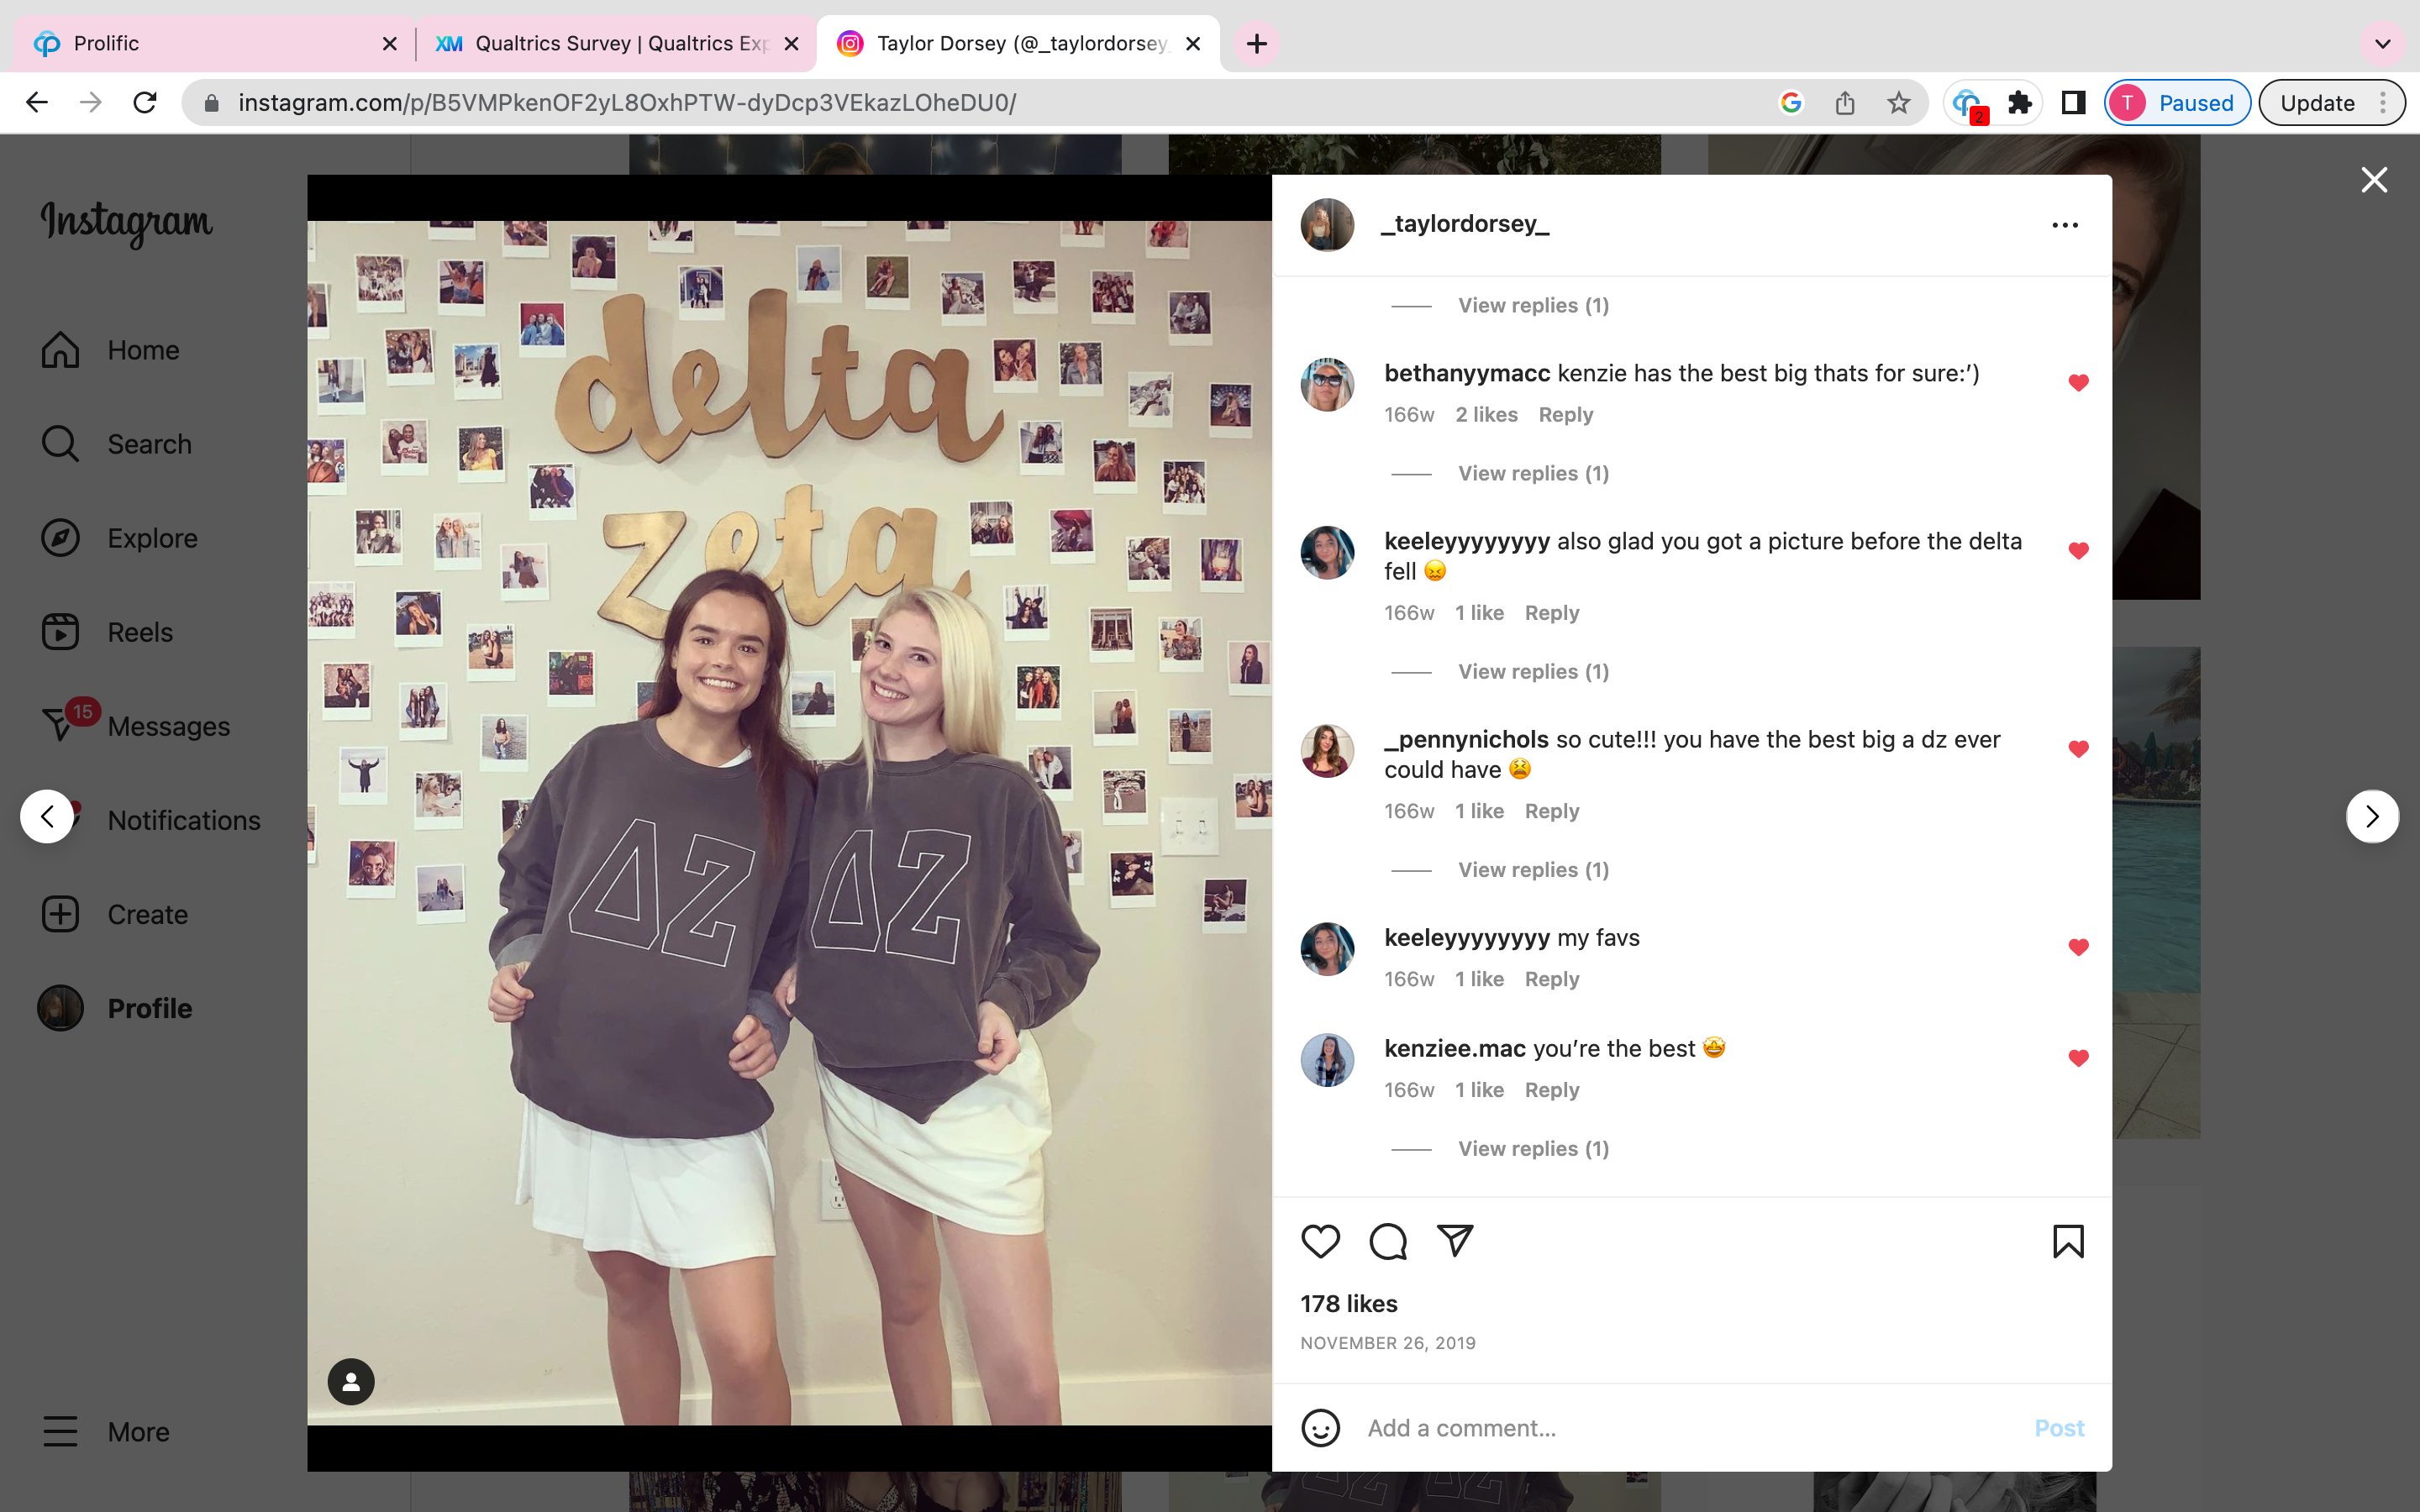 Prolific
Qualtrics Survey | Qualtrics Exp
Taylor Dorsey (@_taylordorsey_
instagram.com/p/B5VMPkenOF2yL8OxhPTW-dyDcp3VEkazLOheDU0/
2
T Paused
Update
Instagram
Home
Search
Explore
Reels
15
Messages
Notifications
Create
Profile
More
delta
zeta
ΔΖ
ΔΖ
_taylordorsey_
View replies (1)
bethanyymacc kenzie has the best big thats for sure:’)
166w 2 likes Reply
View replies (1)
keeleyyyyyyyy also glad you got a picture before the delta
fell 😖
166w 1 like Reply
View replies (1)
_pennynichols so cute!!! you have the best big a dz ever
could have 😫
166w 1 like Reply
View replies (1)
keeleyyyyyyyy my favs
166w 1 like Reply
kenziee.mac you’re the best 🤩
166w 1 like Reply
View replies (1)
178 likes
NOVEMBER 26, 2019
Add a comment...
Post